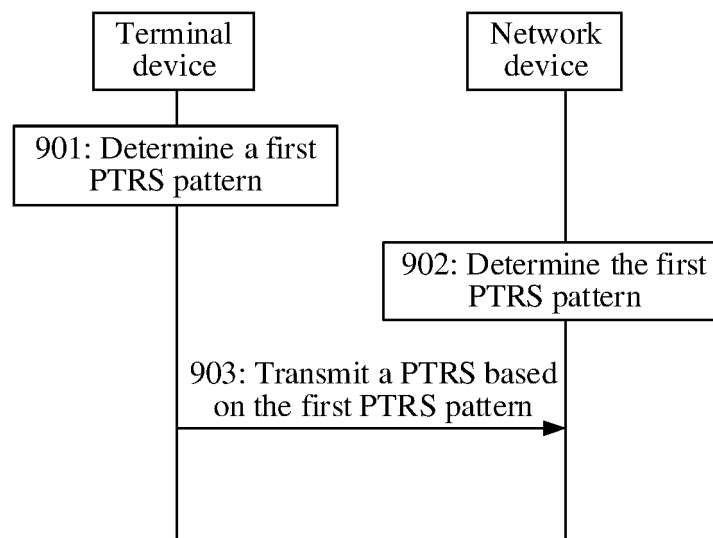 Terminal
device
Network
device
901: Determine a first
PTRS pattern
902: Determine the first
PTRS pattern
903: Transmit a PTRS based
on the first PTRS pattern